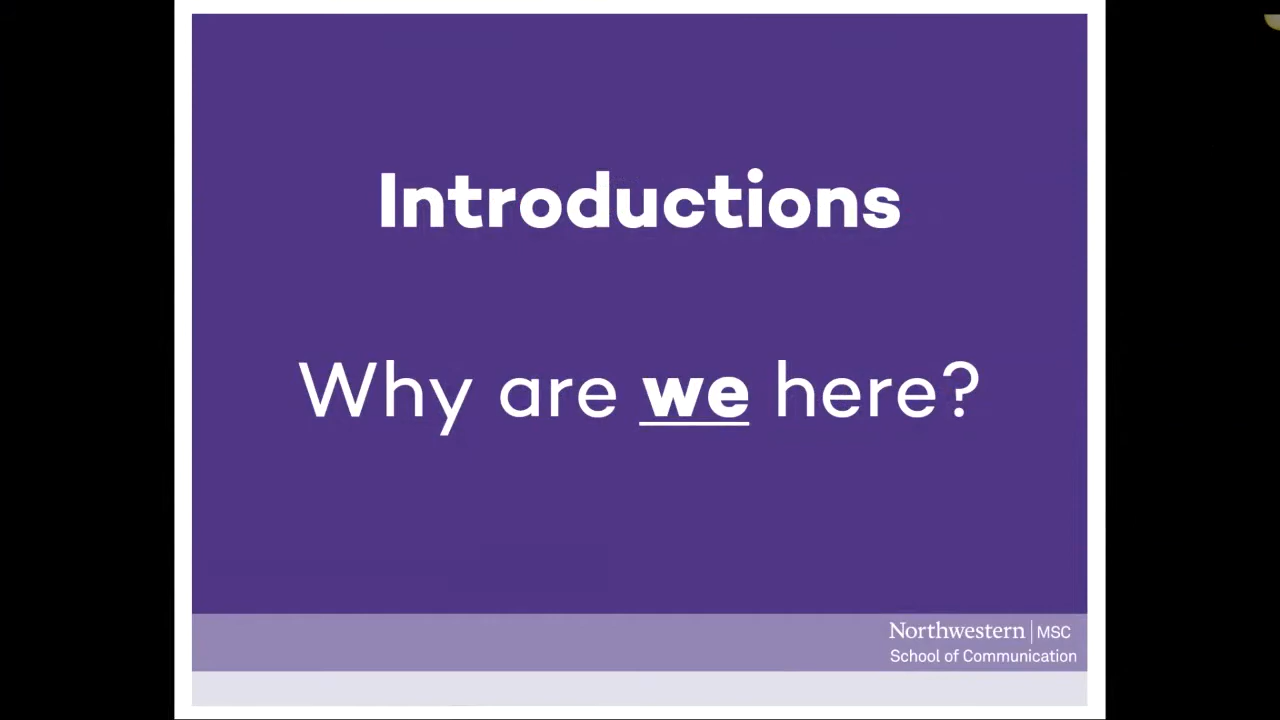 Introductions
Why are we here?
Northwestern | MSC
School of Communication